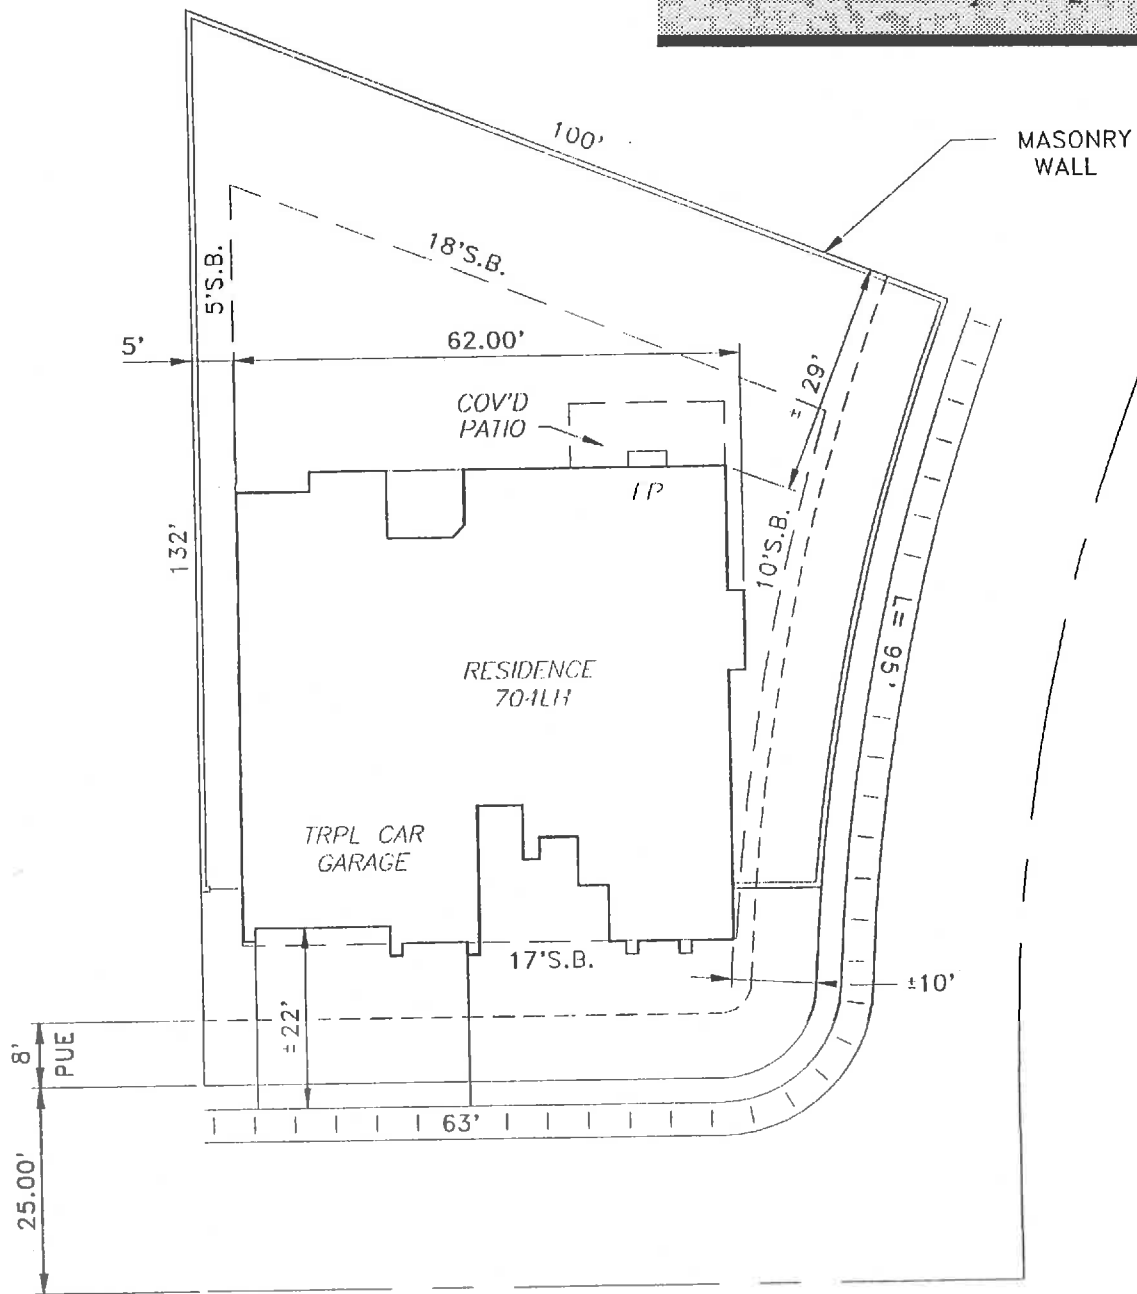 100'
MASONRY
WALL
18'S.B.
5'S.B.
5'
62.00'
± 29'
COV'D
PATIO
10'S.B.
132'
L= 95'
RESIDENCE
704LH
TRPL CAR
GARAGE
17'S.B.
±10'
±22'
8'
PUE
63'
25.00'